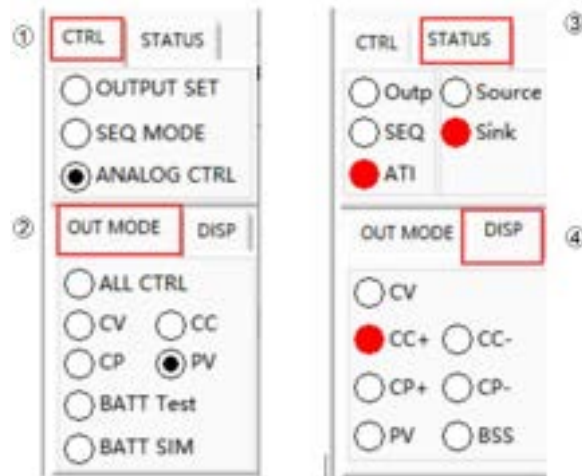 ①
CTRL STATUS
OUTPUT SET
SEQ MODE
ANALOG CTRL
②
OUT MODE DISP
ALL CTRL
CV CC
CP PV
BATT Test
BATT SIM
③
CTRL STATUS
Outp Source
SEQ Sink
ATI
④
OUT MODE DISP
CV
CC+ CC-
CP+ CP-
PV BSS